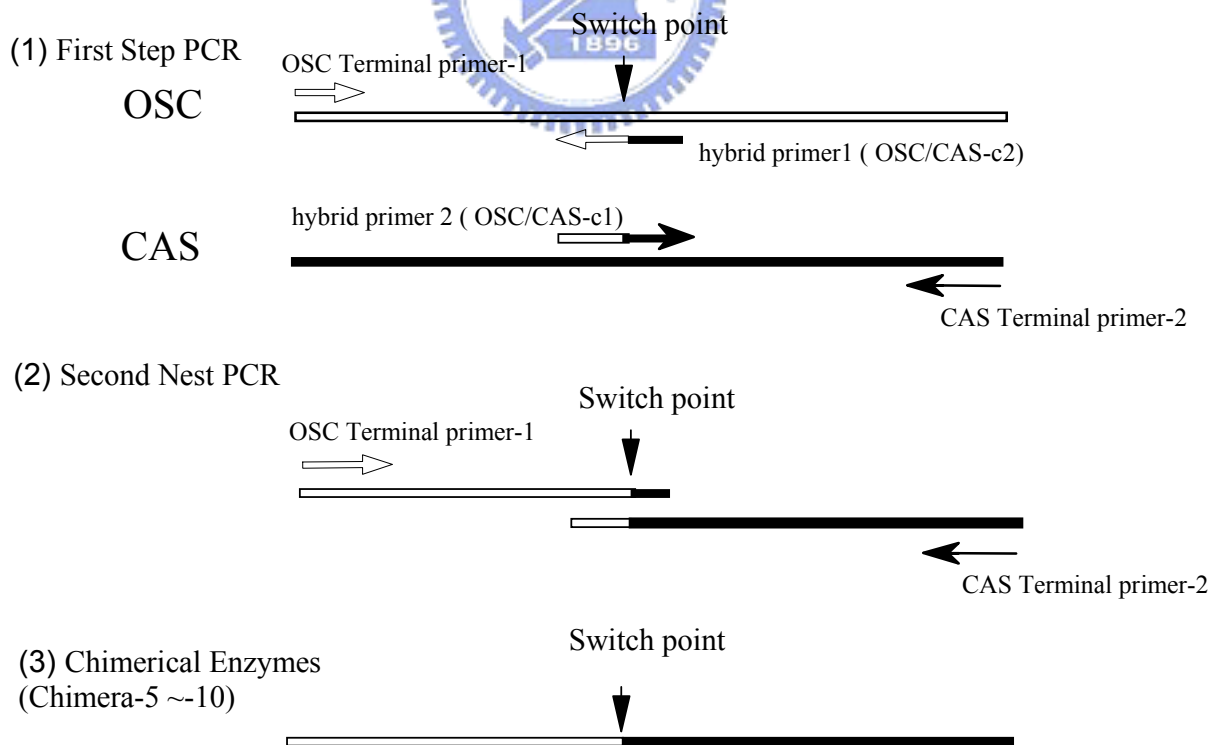 Switch point
1896
(1) First Step PCR
OSC Terminal primer-1
OSC
hybrid primer1 ( OSC/CAS-c2)
hybrid primer 2 ( OSC/CAS-c1)
CAS
CAS Terminal primer-2
(2) Second Nest PCR
Switch point
OSC Terminal primer-1
CAS Terminal primer-2
Switch point
(3) Chimerical Enzymes
(Chimera-5 ~-10)